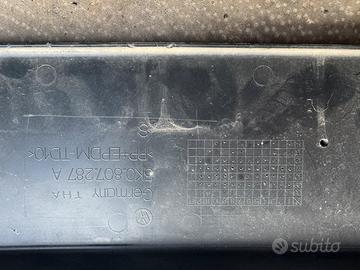 >PP+EPDM-TD10<
5K0.807.287 A
Germany THA
subito